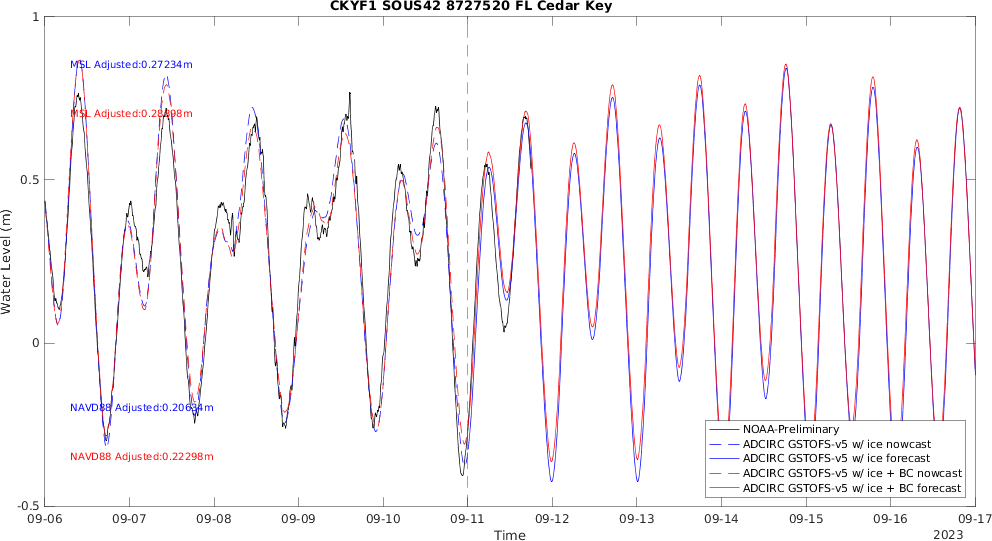 CKYF1 SOUS42 8727520 FL Cedar Key
Water Level (m)
1
0.5
0
-0.5
MSL Adjusted:0.27234m
MSL Adjusted:
NAVD88 Adjusted:0.20634m
NAVD88 Adjusted:0.22298m
NOAA-Preliminary
ADCIRC GSTOFS-v5 w/ ice nowcast
ADCIRC GSTOFS-v5 w/ ice forecast
ADCIRC GSTOFS-v5 w/ ice + BC nowcast
ADCIRC GSTOFS-v5 w/ ice + BC forecast
09-06 09-07 09-08 09-09 09-10 09-11 09-12 09-13 09-14 09-15 09-16 09-17
Time
2023